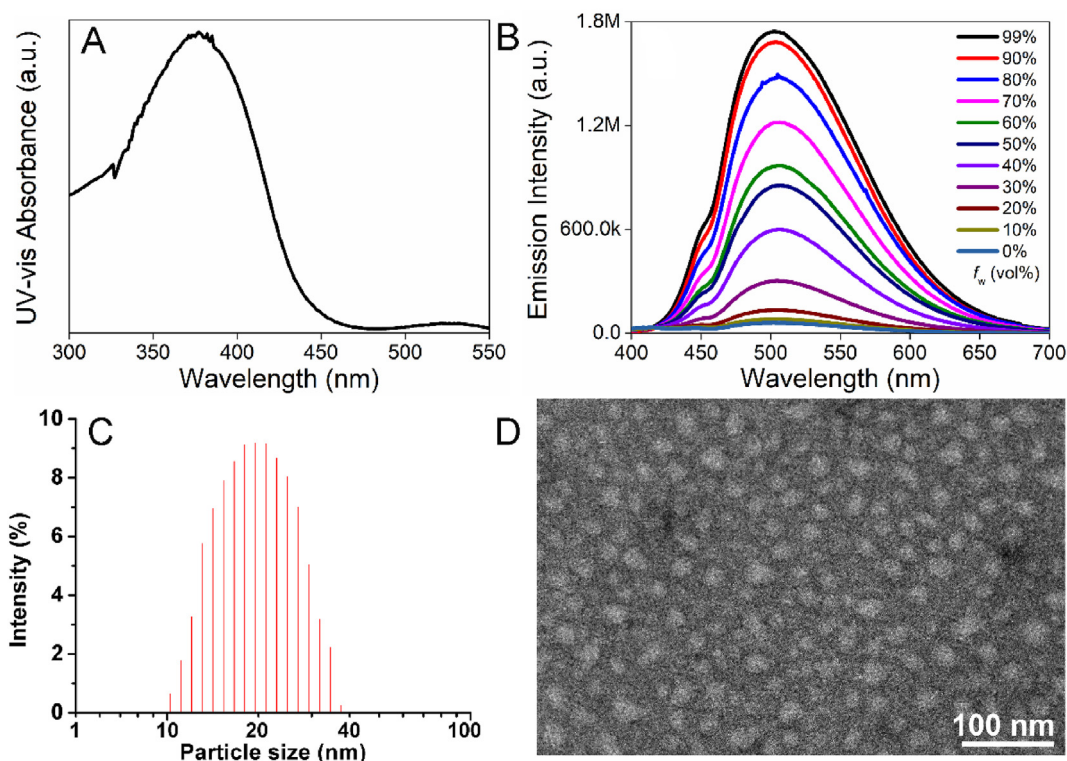 A
UV-vis Absorbance (a.u.)
300 350 400 450 500 550
Wavelength (nm)
B
Emission Intensity (a.u.)
1.8M
1.2M
600.0k
0.0
400 450 500 550 600 650 700
Wavelength (nm)
99%
90%
80%
70%
60%
50%
40%
30%
20%
10%
0%
fw (vol%)
C
Intensity (%)
10
8
6
4
2
0
1 10 20 40 100
Particle size (nm)
D
100 nm